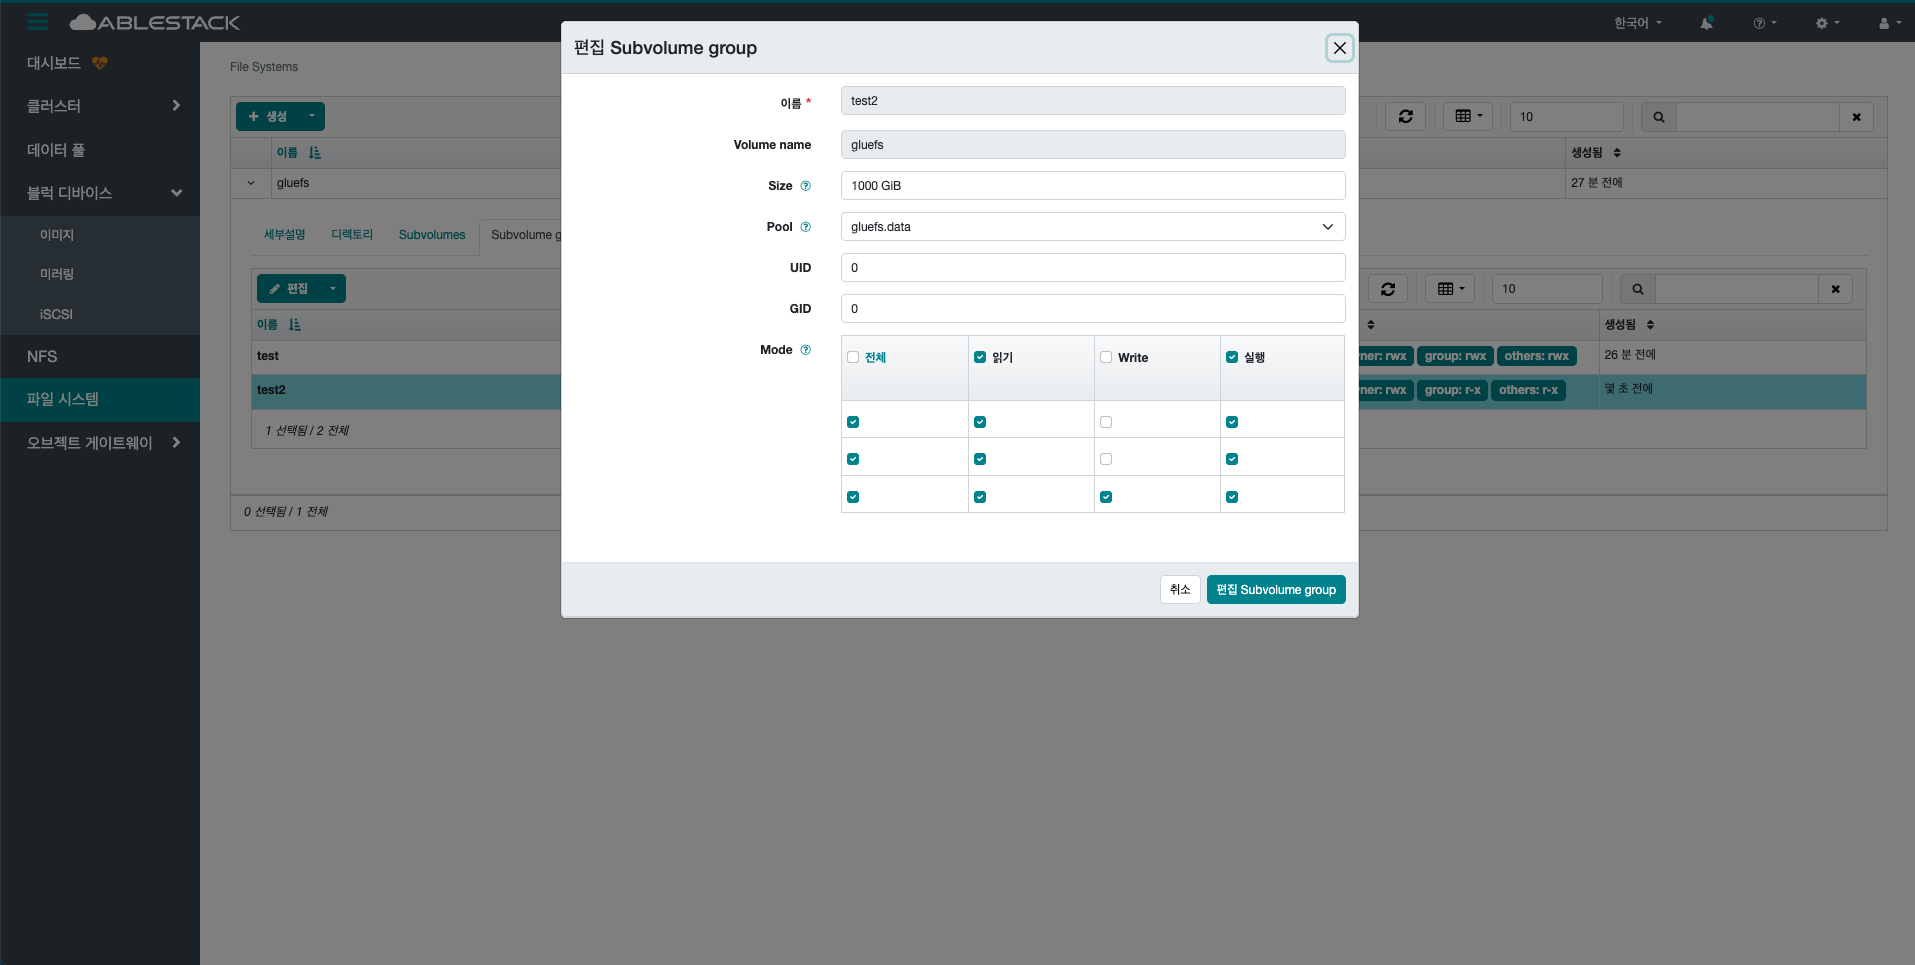 ABLESTACK
한국어
대시보드
클러스터
데이터 풀
블럭 디바이스
이미지
미러링
iSCSI
NFS
파일 시스템
오브젝트 게이트웨이
File Systems
생성
10
이름
생성됨
gluefs
27 분 전에
세부설명
디렉토리
Subvolumes
Subvolume g
편집
10
이름
생성됨
test
ner: rwx
group: rwx
others: rwx
26 분 전에
test2
ner: rwx
group: r-x
others: r-x
몇 초 전에
1 선택됨 / 2 전체
0 선택됨 / 1 전체
편집 Subvolume group
이름 *
test2
Volume name
gluefs
Size
1000 GiB
Pool
gluefs.data
UID
0
GID
0
Mode
전체
읽기
Write
실행
취소
편집 Subvolume group